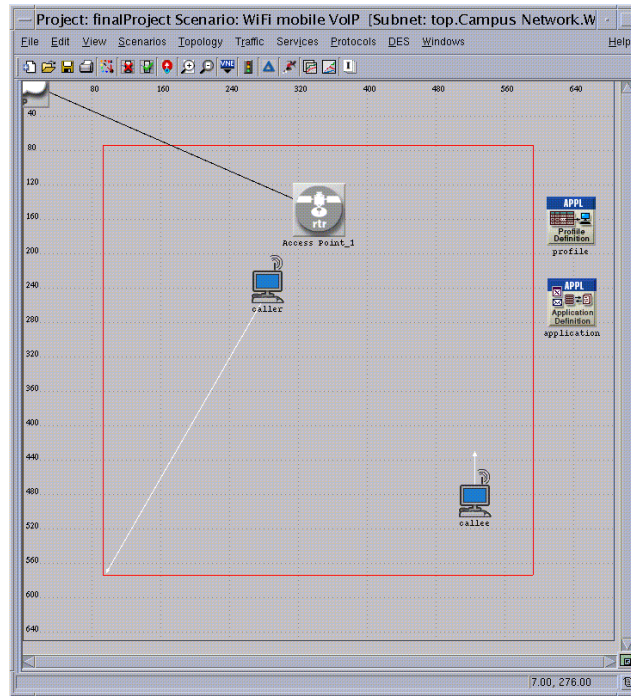 Project: finalProject Scenario: WiFi mobile VoIP [Subnet: top.Campus Network.W
File Edit View Scenarios Topology Traffic Services Protocols DES Windows Help
80 160 240 320 400 480 560 640
40
80
120
160
200
240
280
320
360
400
440
480
520
560
600
640
rtr
Access Point_1
APPL
Profile
Definition
profile
caller
APPL
Application
Definition
application
callee
7.00, 276.00